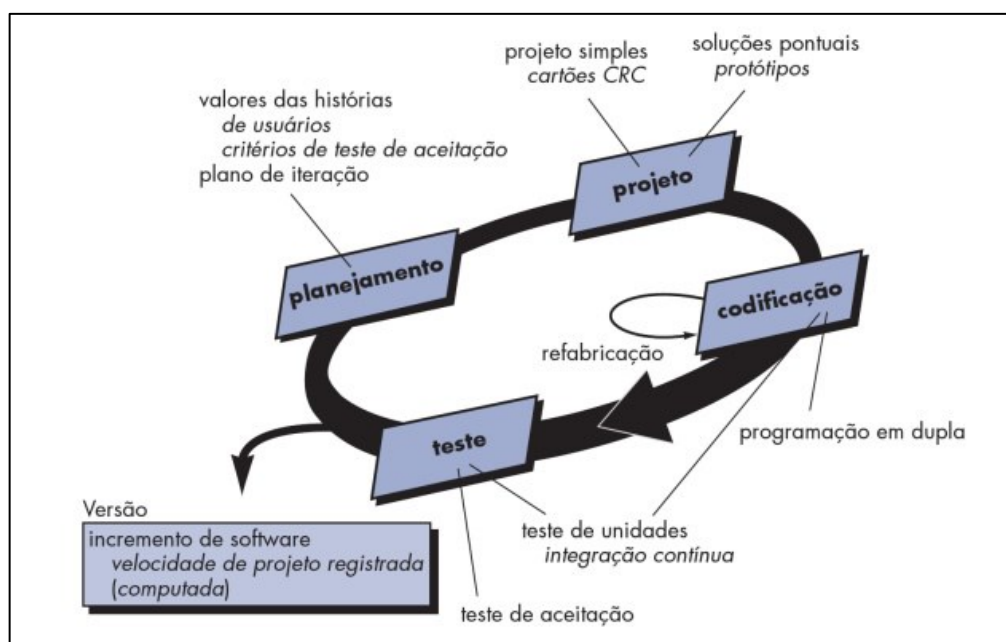 projeto simples
cartões CRC
soluções pontuais
protótipos
valores das histórias
de usuários
critérios de teste de aceitação
plano de iteração
projeto
planejamento
codificação
refabricação
teste
programação em dupla
Versão
incremento de software
velocidade de projeto registrada
(computada)
teste de unidades
integração contínua
teste de aceitação